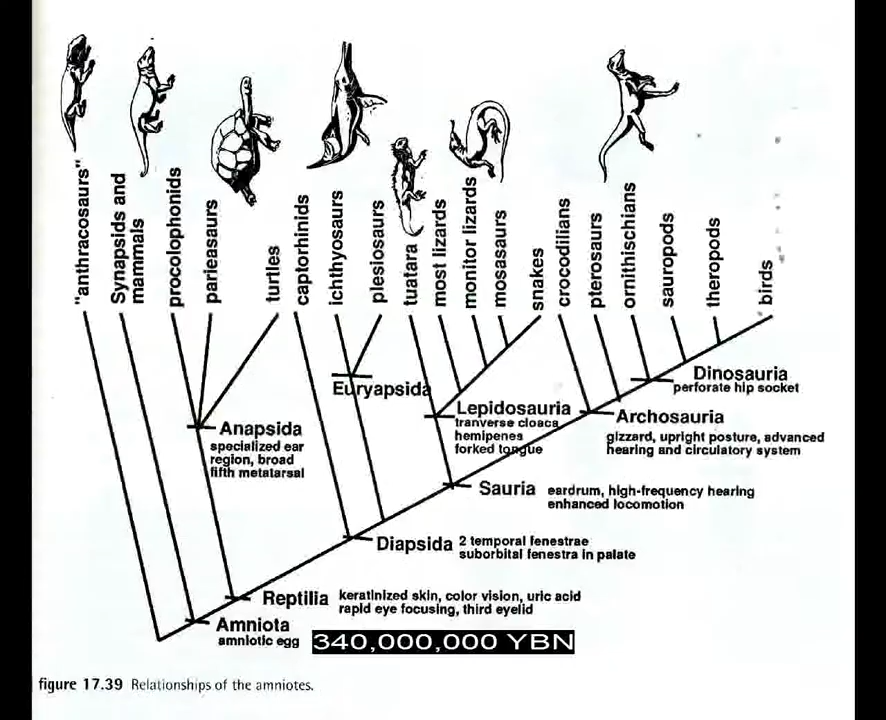 "anthracosaurs"
Synapsids and
mammals
procolophonids
parieasaurs
turtles
captorhinids
ichthyosaurs
plesiosaurs
tuatara
most lizards
monitor lizards
mosasaurs
snakes
crocodilians
pterosaurs
ornithischians
sauropods
theropods
birds
Dinosauria
perforate hip socket
Euryapsida
Lepidosauria
tranverse cloaca
hemipenes
forked tongue
Archosauria
gizzard, upright posture, advanced
hearing and circulatory system
Anapsida
specialized ear
region, broad
fifth metatarsal
Sauria
eardrum, high-frequency hearing
enhanced locomotion
Diapsida
2 temporal fenestrae
suborbital fenestra in palate
Reptilia
keratinized skin, color vision, uric acid
rapid eye focusing, third eyelid
Amniota
amniotic egg
340,000,000 YBN
figure 17.39 Relationships of the amniotes.